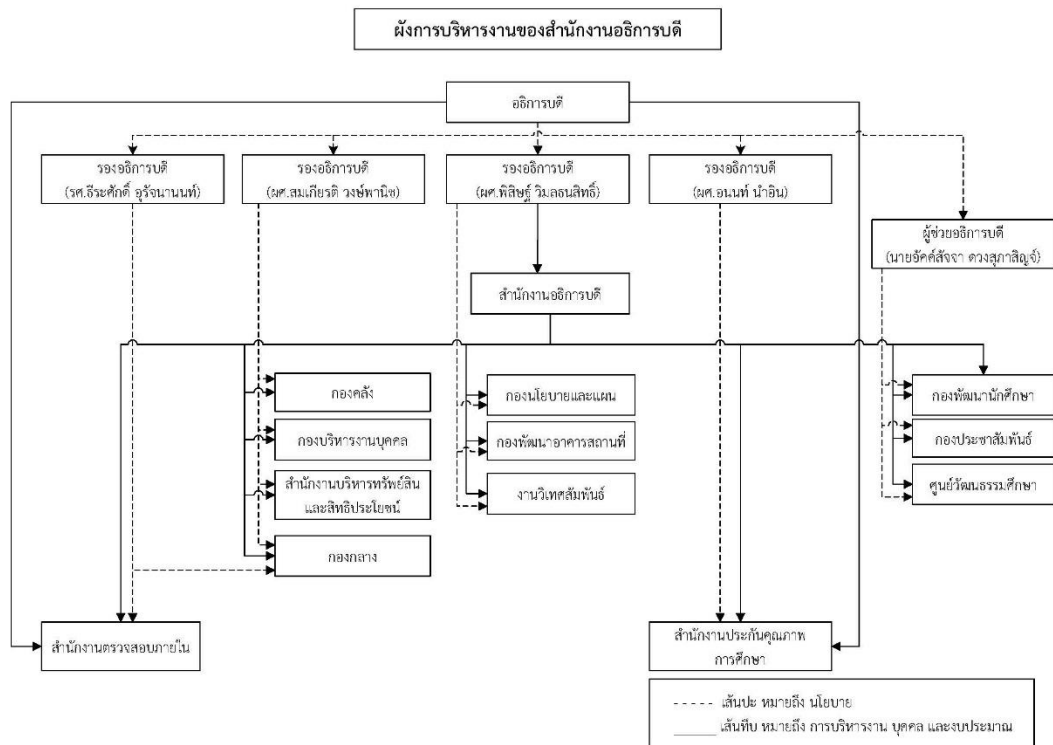 ผังการบริหารงานของสำนักงานอธิการบดี
อธิการบดี
รองอธิการบดี
(รศ.ธีระศักดิ์ อุรัจนานนท์)
รองอธิการบดี
(ผศ.สมเกียรติ วงษ์พานิช)
รองอธิการบดี
(ผศ.พิสิษฐ์ วิมลธนสิทธิ์)
รองอธิการบดี
(ผศ.อนนท์ นำอิน)
ผู้ช่วยอธิการบดี
(นายอัคค์สัจจา ดวงสุภาสิญจ์)
สำนักงานอธิการบดี
กองคลัง
กองบริหารงานบุคคล
สำนักงานบริหารทรัพย์สิน
และสิทธิประโยชน์
กองกลาง
กองนโยบายและแผน
กองพัฒนาอาคารสถานที่
งานวิเทศสัมพันธ์
กองพัฒนานักศึกษา
กองประชาสัมพันธ์
ศูนย์วัฒนธรรมศึกษา
สำนักงานตรวจสอบภายใน
สำนักงานประกันคุณภาพ
การศึกษา
เส้นปะ หมายถึง นโยบาย
เส้นทึบ หมายถึง การบริหารงาน บุคคล และงบประมาณ